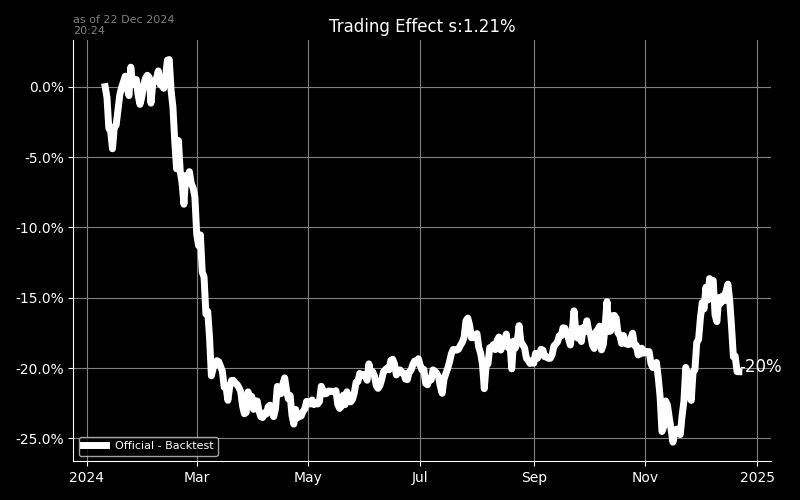 as of 22 Dec 2024
20:24
Trading Effect s:1.21%
0.0%
-5.0%
-10.0%
-15.0%
-20.0%
-25.0%
-20%
Official - Backtest
2024
Mar
May
Jul
Sep
Nov
2025